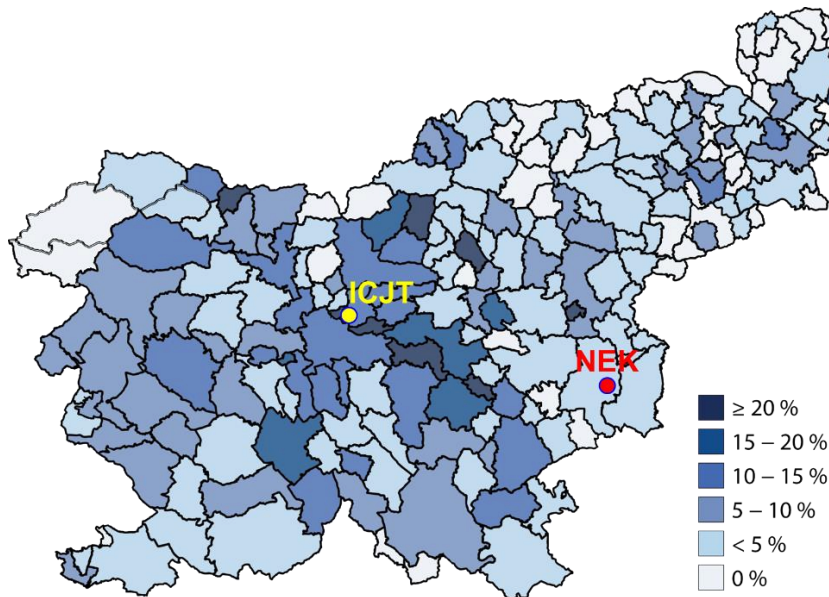 ICJT
NEK
≥ 20 %
15 – 20 %
10 – 15 %
5 – 10 %
< 5 %
0 %